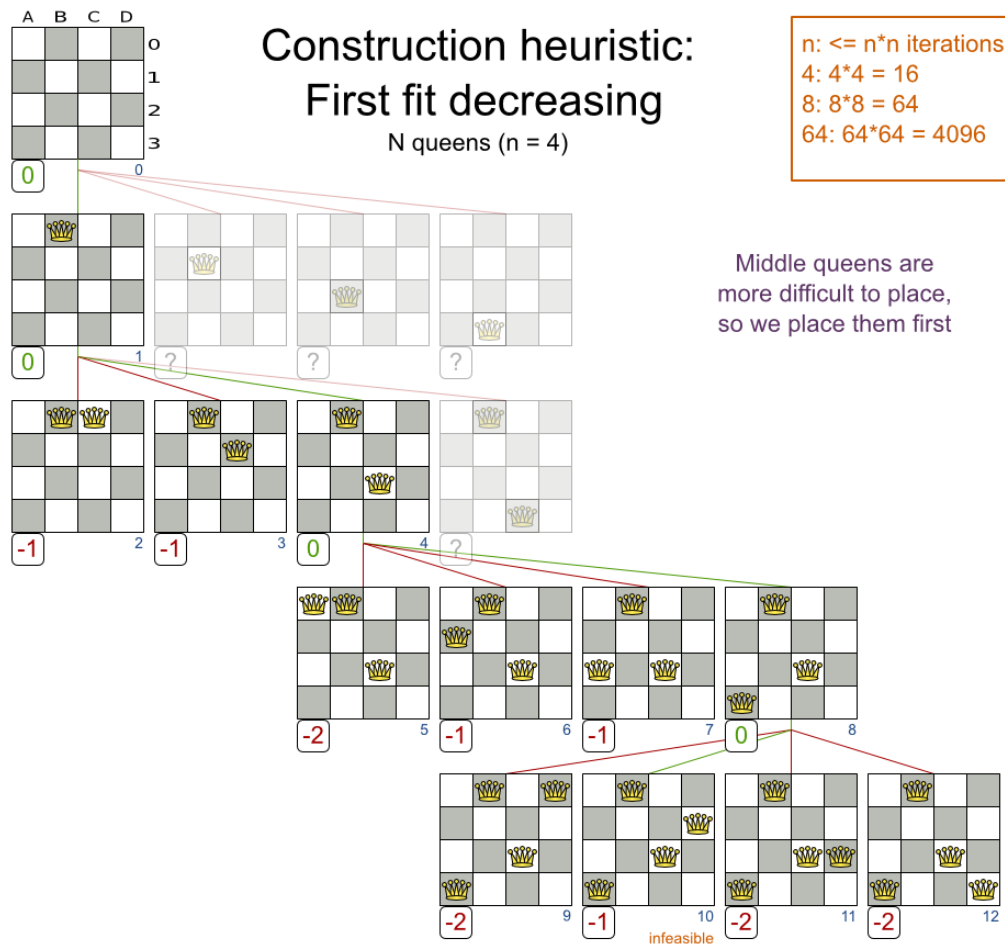 A B C D
Construction heuristic:
First fit decreasing
N queens (n = 4)
n: <= n*n iterations
4: 4*4 = 16
8: 8*8 = 64
64: 64*64 = 4096
0
1
2
3
0 0
Middle queens are
more difficult to place,
so we place them first
0 1 ? ? ?
-1 2 -1 3 0 4 ?
-2 5 -1 6 -1 7 0 8
-2 9 -1 10 -2 11 -2 12
infeasible